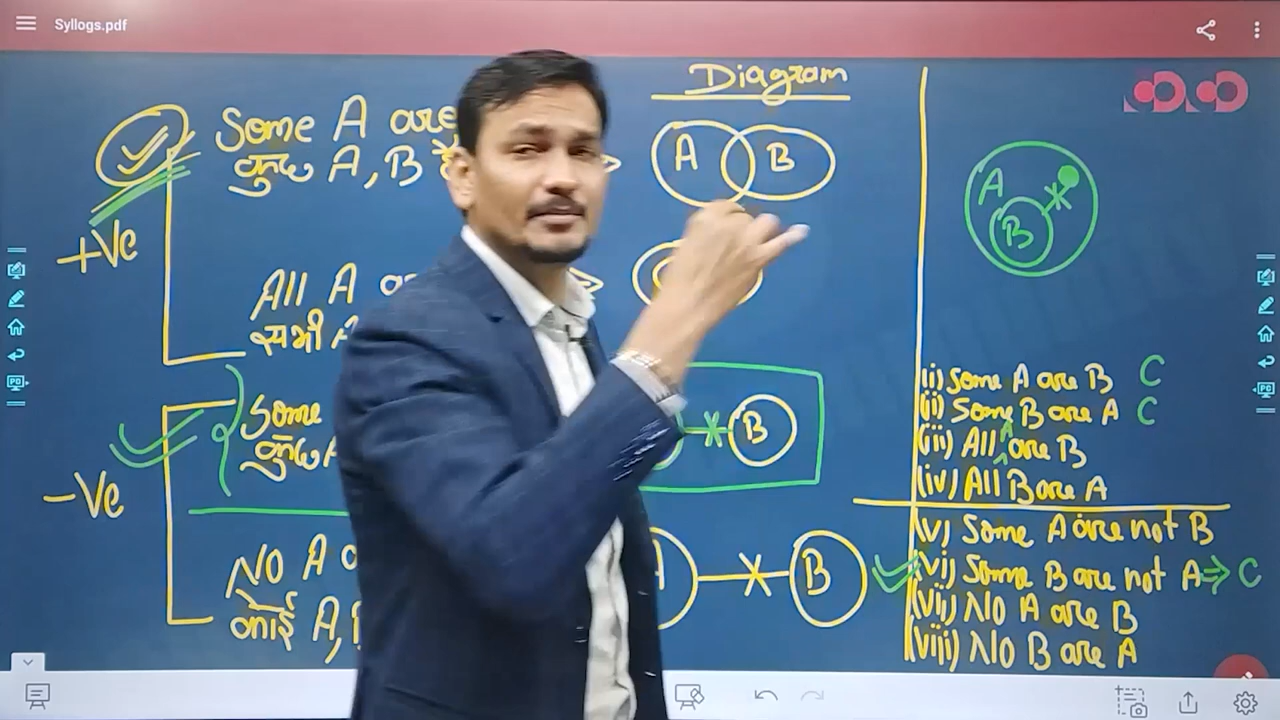 Syllogs.pdf
Diagram
Some A are
कुछ A, B
A B
+Ve
All A
सभी
A
B
Some
कुछ A
B
-Ve
NO A
कोई A,
B
(i) Some A are B C
(ii) Some B are A C
(iii) All A are B
(iv) All B are A
(v) Some A are not B
(vi) Some B are not A ⇒ C
(vii) NO A are B
(viii) NO B are A